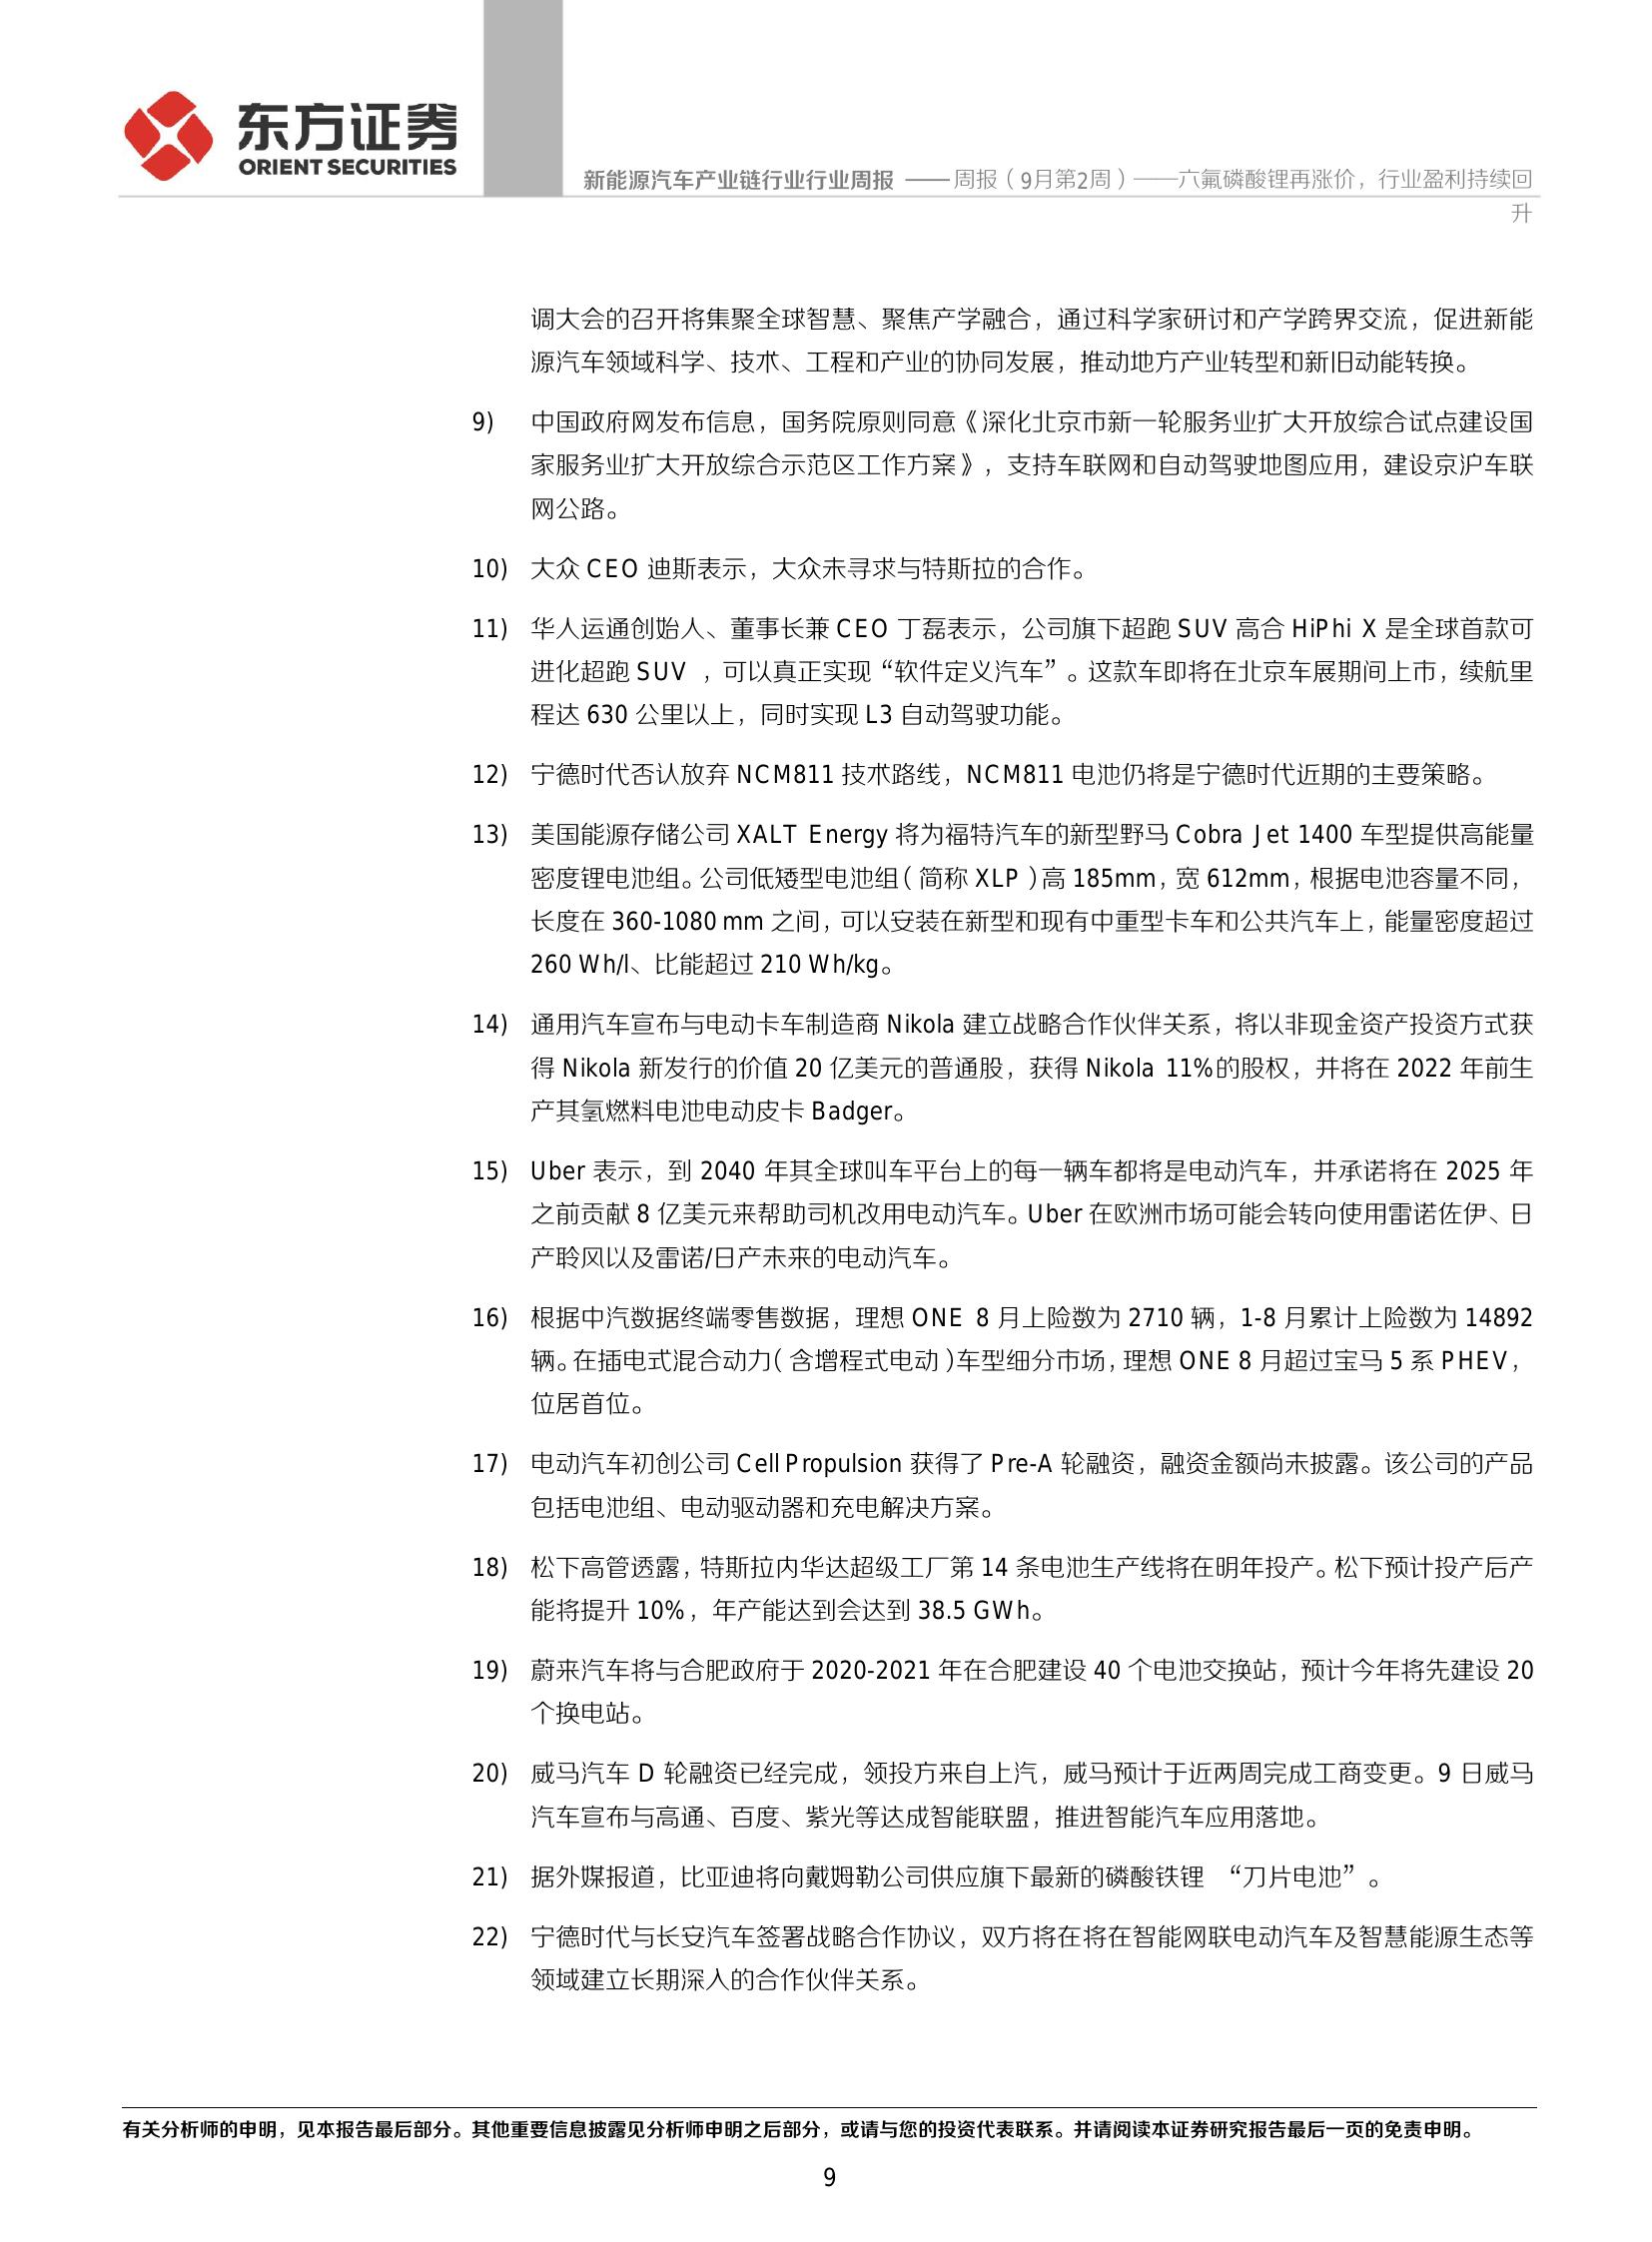 东方证券
ORIENT SECURITIES
新能源汽车产业链行业行业周报 —— 周报(9月第2周)——六氟磷酸锂再涨价，行业盈利持续回
升
调大会的召开将集聚全球智慧、聚焦产学融合，通过科学家研讨和产学跨界交流，促进新能
源汽车领域科学、技术、工程和产业的协同发展，推动地方产业转型和新旧动能转换。
9) 中国政府网发布信息，国务院原则同意《深化北京市新一轮服务业扩大开放综合试点建设国
家服务业扩大开放综合示范区工作方案》，支持车联网和自动驾驶地图应用，建设京沪车联
网公路。
10) 大众 CEO 迪斯表示，大众未寻求与特斯拉的合作。
11) 华人运通创始人、董事长兼 CEO 丁磊表示，公司旗下超跑 SUV 高合 HiPhi X 是全球首款可
进化超跑 SUV ，可以真正实现“软件定义汽车”。这款车即将在北京车展期间上市，续航里
程达 630 公里以上，同时实现 L3 自动驾驶功能。
12) 宁德时代否认放弃 NCM811 技术路线，NCM811 电池仍将是宁德时代近期的主要策略。
13) 美国能源存储公司 XALT Energy 将为福特汽车的新型野马 Cobra Jet 1400 车型提供高能量
密度锂电池组。公司低矮型电池组(简称 XLP)高 185mm，宽 612mm，根据电池容量不同，
长度在 360-1080 mm 之间，可以安装在新型和现有中重型卡车和公共汽车上，能量密度超过
260 Wh/l、比能超过 210 Wh/kg。
14) 通用汽车宣布与电动卡车制造商 Nikola 建立战略合作伙伴关系，将以非现金资产投资方式获
得 Nikola 新发行的价值 20 亿美元的普通股，获得 Nikola 11%的股权，并将在 2022 年前生
产其氢燃料电池电动皮卡 Badger。
15) Uber 表示，到 2040 年其全球叫车平台上的每一辆车都将是电动汽车，并承诺将在 2025 年
之前贡献 8 亿美元来帮助司机改用电动汽车。Uber 在欧洲市场可能会转向使用雷诺佐伊、日
产聆风以及雷诺/日产未来的电动汽车。
16) 根据中汽数据终端零售数据，理想 ONE 8 月上险数为 2710 辆，1-8 月累计上险数为 14892
辆。在插电式混合动力(含增程式电动)车型细分市场，理想 ONE 8 月超过宝马 5 系 PHEV，
位居首位。
17) 电动汽车初创公司 Cell Propulsion 获得了 Pre-A 轮融资，融资金额尚未披露。该公司的产品
包括电池组、电动驱动器和充电解决方案。
18) 松下高管透露，特斯拉内华达超级工厂第 14 条电池生产线将在明年投产。松下预计投产后产
能将提升 10%，年产能达到会达到 38.5 GWh。
19) 蔚来汽车将与合肥政府于 2020-2021 年在合肥建设 40 个电池交换站，预计今年将先建设 20
个换电站。
20) 威马汽车 D 轮融资已经完成，领投方来自上汽，威马预计于近两周完成工商变更。9 日威马
汽车宣布与高通、百度、紫光等达成智能联盟，推进智能汽车应用落地。
21) 据外媒报道，比亚迪将向戴姆勒公司供应旗下最新的磷酸铁锂 “刀片电池”。
22) 宁德时代与长安汽车签署战略合作协议，双方将在将在智能网联电动汽车及智慧能源生态等
领域建立长期深入的合作伙伴关系。
有关分析师的申明，见本报告最后部分。其他重要信息披露见分析师申明之后部分，或请与您的投资代表联系。并请阅读本证券研究报告最后一页的免责申明。
9